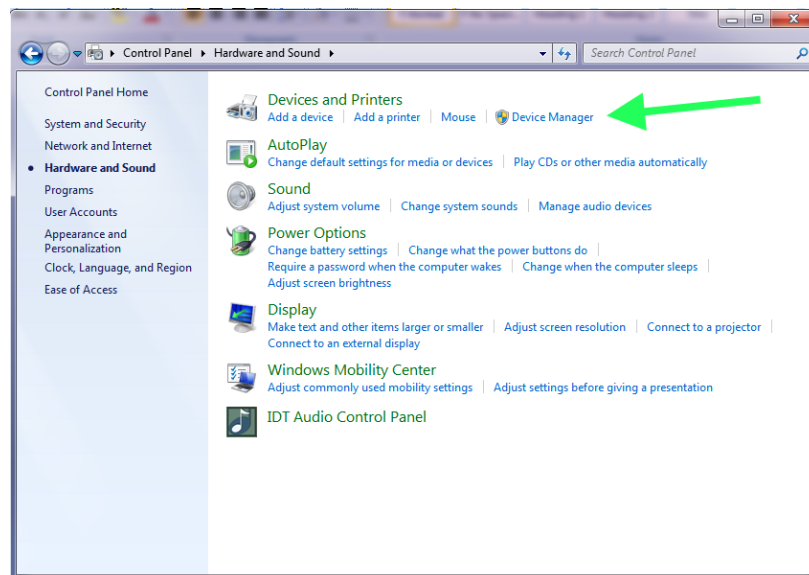 Control Panel Hardware and Sound Search Control Panel
Control Panel Home
System and Security
Network and Internet
Hardware and Sound
Programs
User Accounts
Appearance and
Personalization
Clock, Language, and Region
Ease of Access
Devices and Printers
Add a device Add a printer Mouse Device Manager
AutoPlay
Change default settings for media or devices Play CDs or other media automatically
Sound
Adjust system volume Change system sounds Manage audio devices
Power Options
Change battery settings Change what the power buttons do
Require a password when the computer wakes Change when the computer sleeps
Adjust screen brightness
Display
Make text and other items larger or smaller Adjust screen resolution Connect to a projector
Connect to an external display
Windows Mobility Center
Adjust commonly used mobility settings Adjust settings before giving a presentation
IDT Audio Control Panel